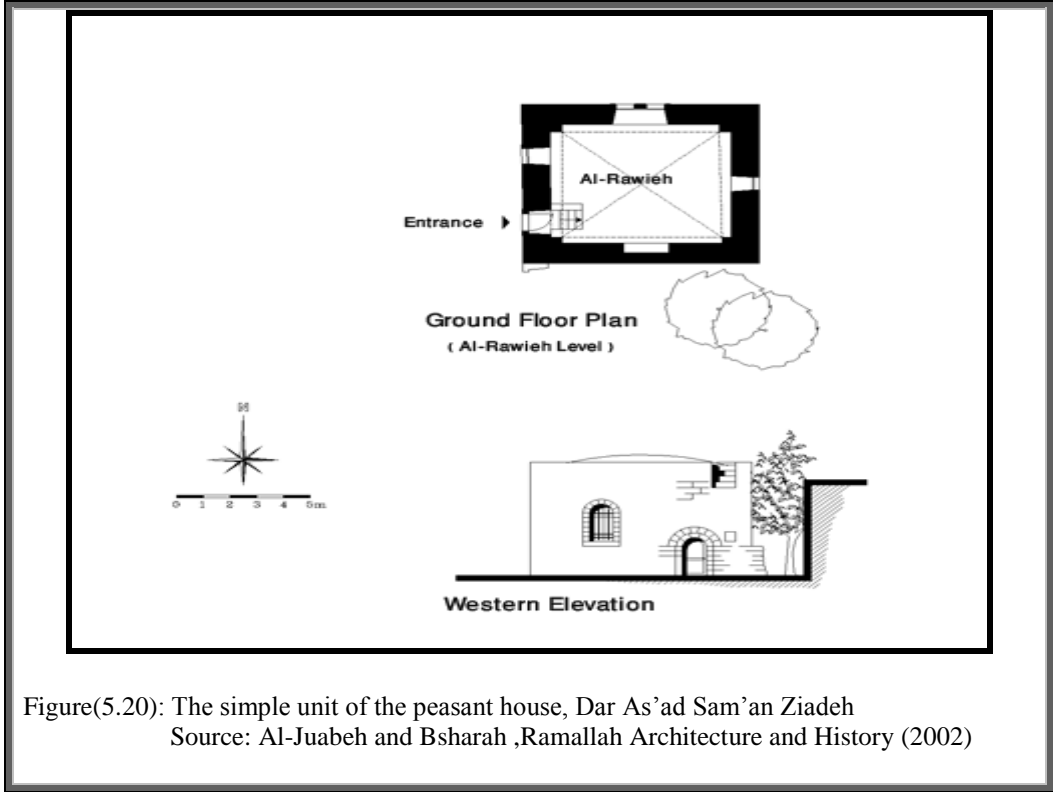 Al-Rawieh
Entrance
Ground Floor Plan
( Al-Rawieh Level )
N
0 1 2 3 4 5m
Western Elevation
Figure(5.20): The simple unit of the peasant house, Dar As’ad Sam’an Ziadeh
Source: Al-Juabeh and Bsharah ,Ramallah Architecture and History (2002)